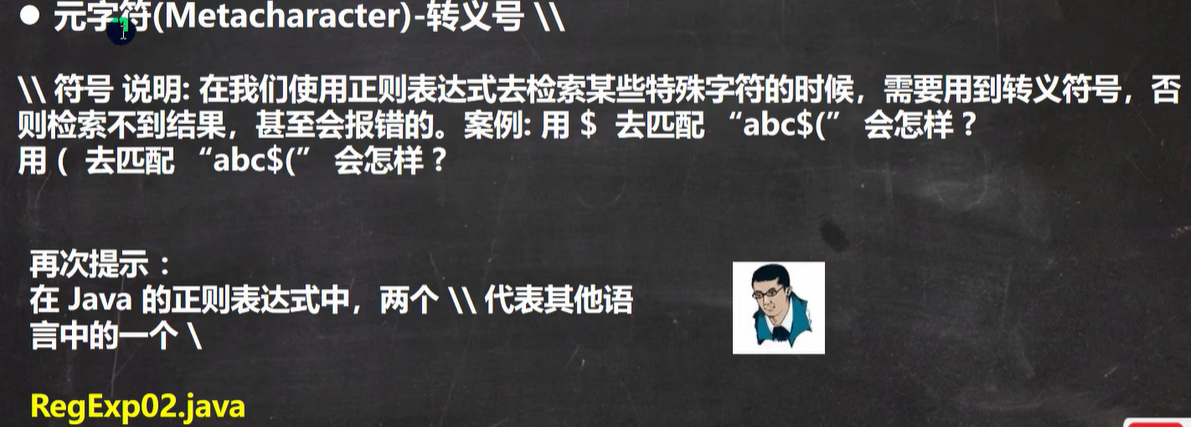 ● 元字符(Metacharacter)-转义号 \\
\\ 符号 说明: 在我们使用正则表达式去检索某些特殊字符的时候，需要用到转义符号，否
则检索不到结果，甚至会报错的。案例: 用 $ 去匹配 “abc$(” 会怎样？
用 ( 去匹配 “abc$(” 会怎样？
再次提示：
在 Java 的正则表达式中，两个 \\ 代表其他语
言中的一个 \
RegExp02.java